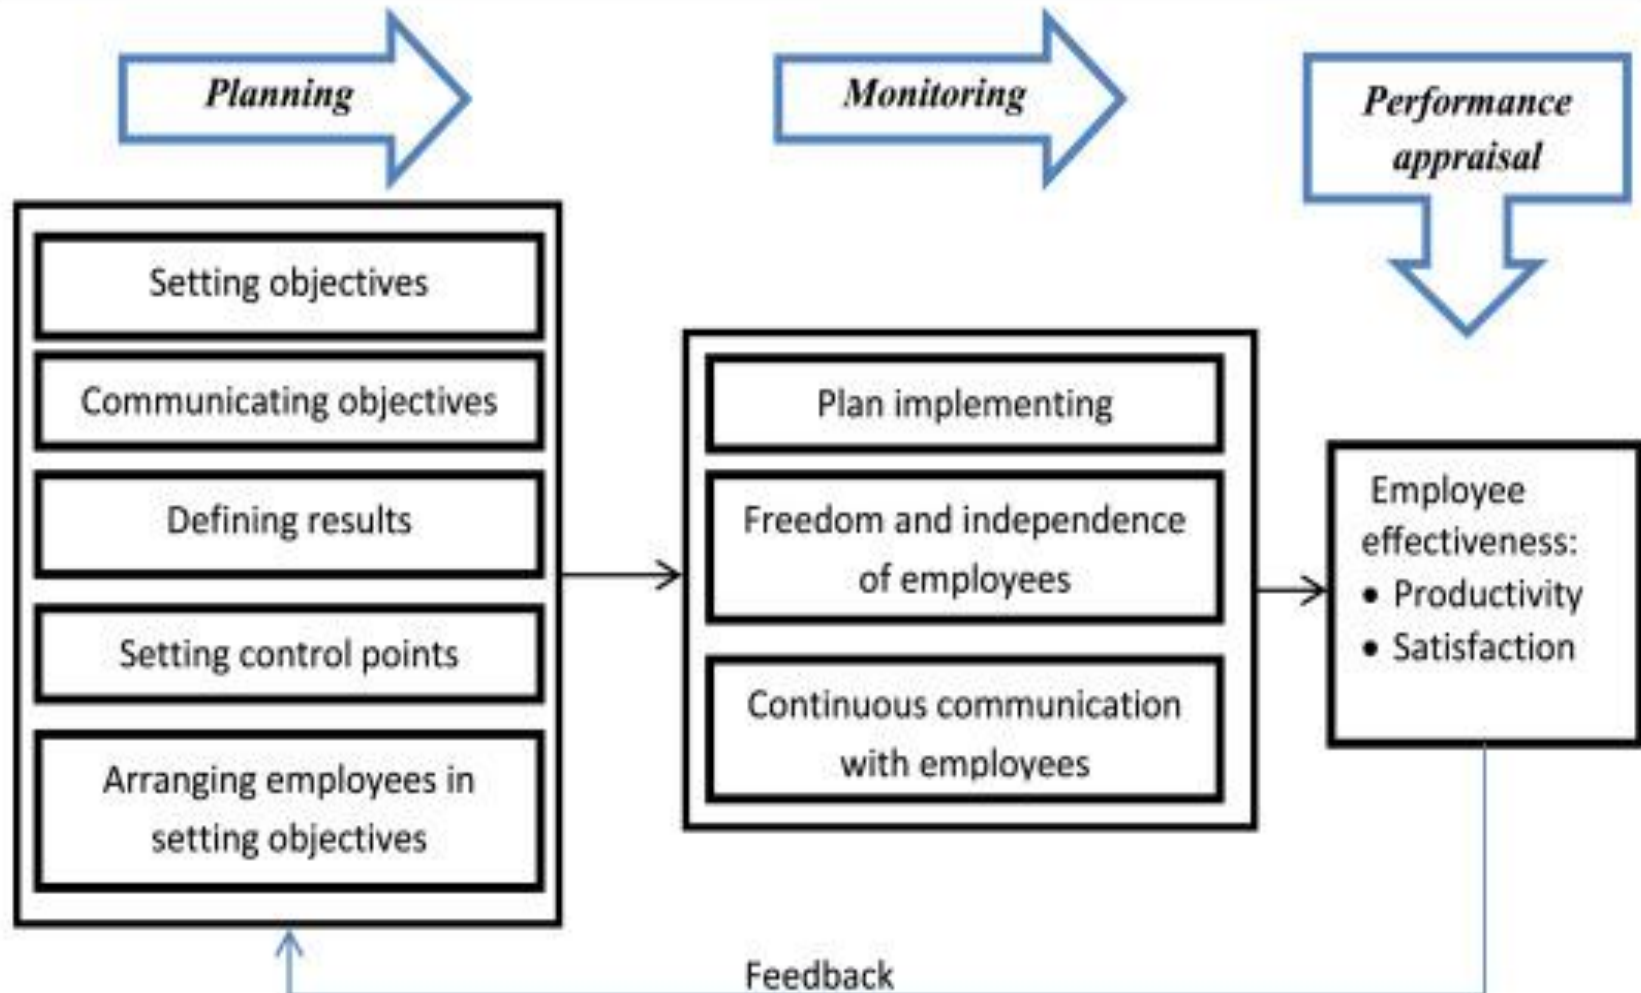 Planning
Monitoring
Performance
appraisal
Setting objectives
Communicating objectives
Defining results
Setting control points
Arranging employees in
setting objectives
Plan implementing
Freedom and independence
of employees
Continuous communication
with employees
Employee
effectiveness:
• Productivity
• Satisfaction
Feedback